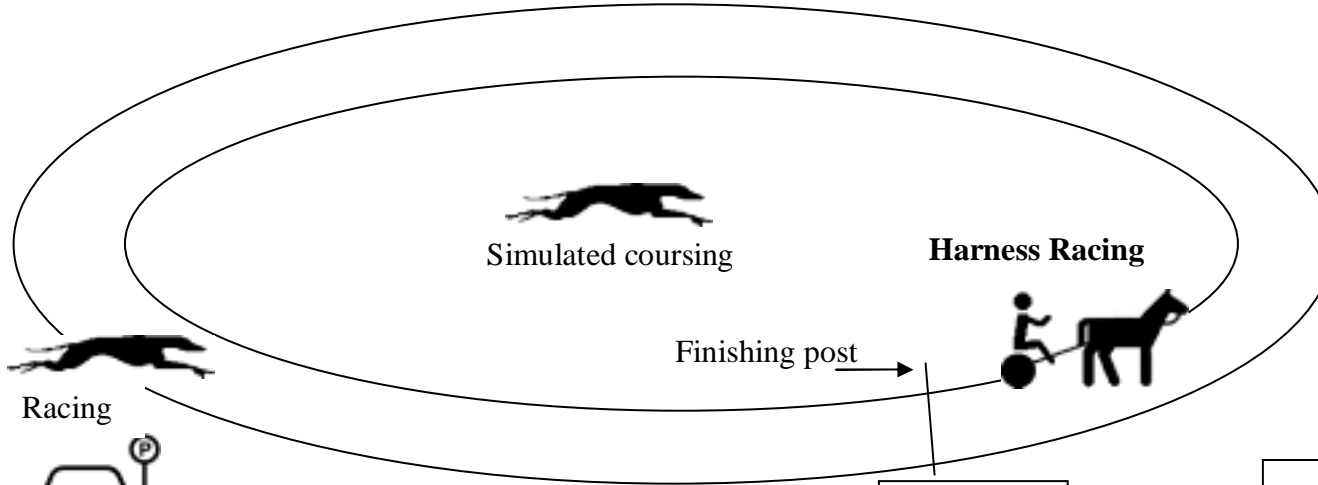 Simulated coursing
Harness Racing
Finishing post
Racing
P